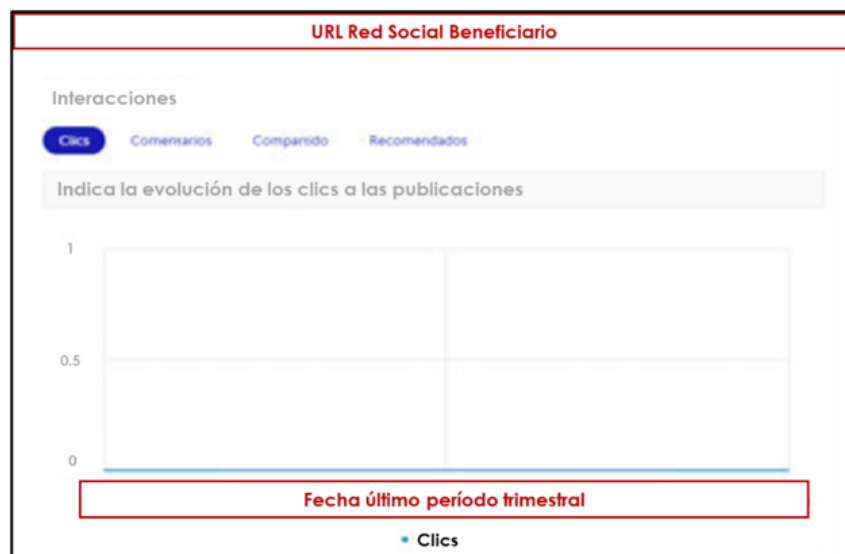 URL Red Social Beneficiario
Interacciones
Clics Comentarios Compartido Recomendados
Indica la evolución de los clics a las publicaciones
1
0.5
0
Fecha último período trimestral
Clics